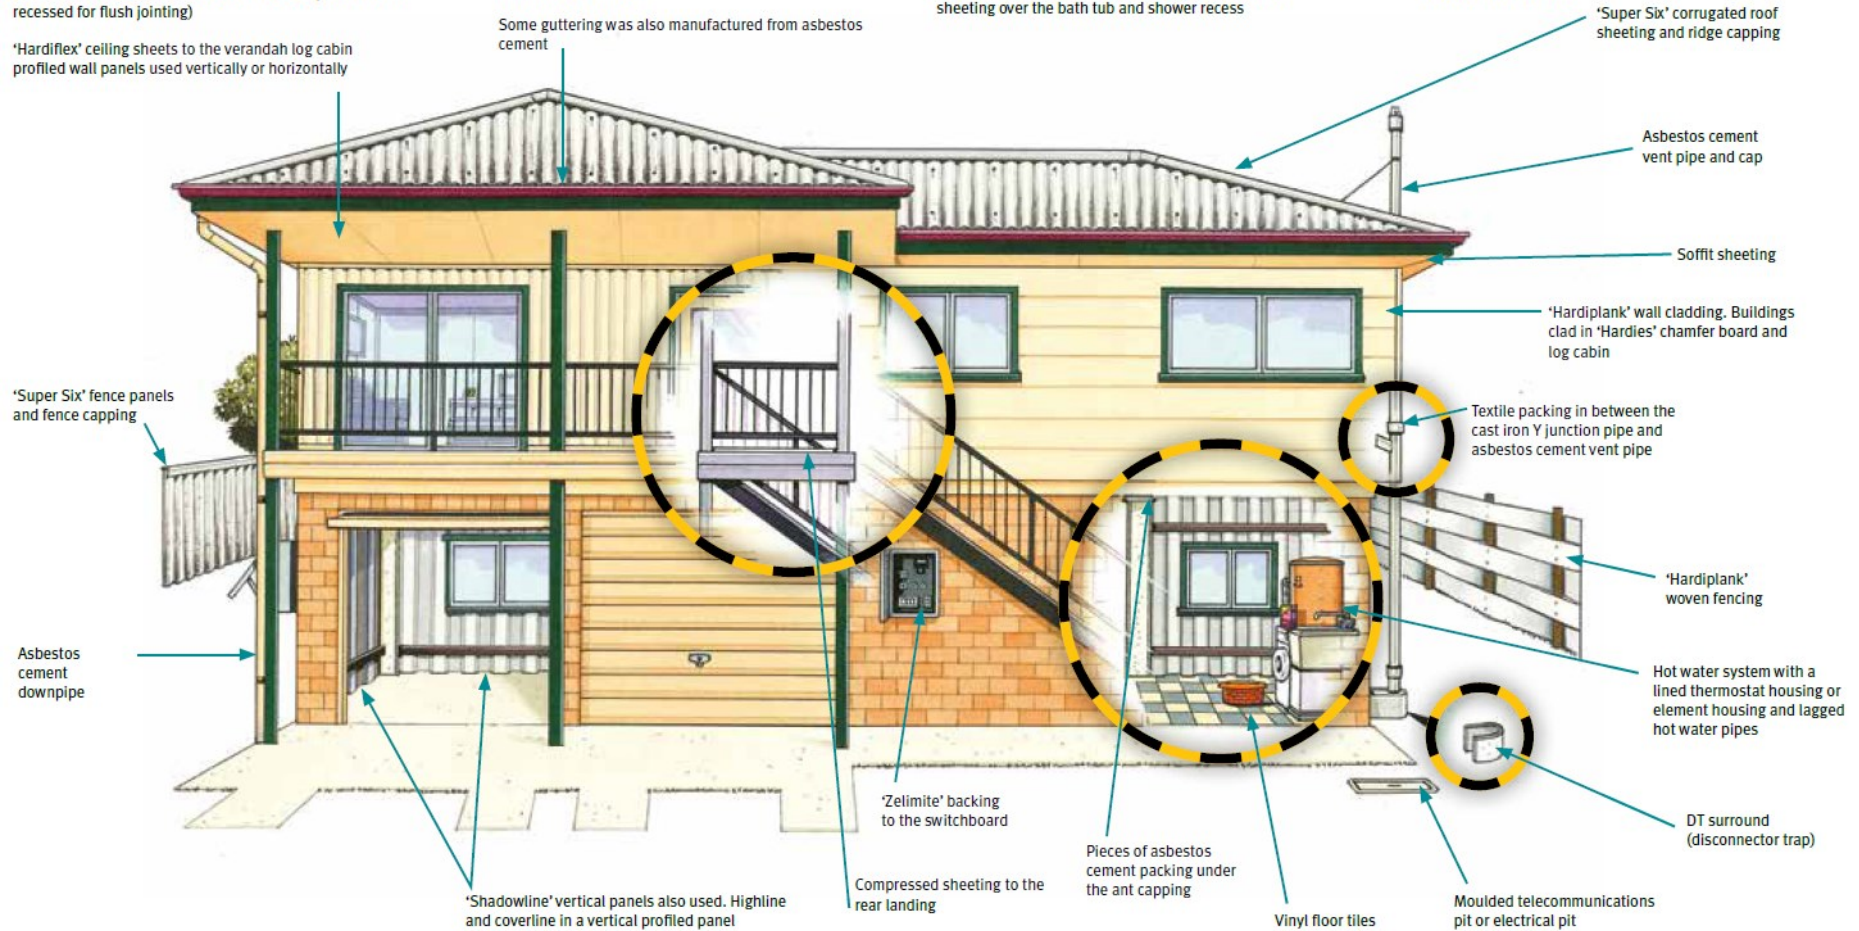 recessed for flush jointing)
‘Hardiflex’ ceiling sheets to the verandah log cabin
profiled wall panels used vertically or horizontally
Some guttering was also manufactured from asbestos
cement
sheeting over the bath tub and shower recess
‘Super Six’ corrugated roof
sheeting and ridge capping
Asbestos cement
vent pipe and cap
Soffit sheeting
‘Hardiplank’ wall cladding. Buildings
clad in ‘Hardies’ chamfer board and
log cabin
‘Super Six’ fence panels
and fence capping
Textile packing in between the
cast iron Y junction pipe and
asbestos cement vent pipe
‘Hardiplank’
woven fencing
Asbestos
cement
downpipe
Hot water system with a
lined thermostat housing or
element housing and lagged
hot water pipes
‘Zelimite’ backing
to the switchboard
DT surround
(disconnector trap)
Pieces of asbestos
cement packing under
the ant capping
‘Shadowline’ vertical panels also used. Highline
and coverline in a vertical profiled panel
Compressed sheeting to the
rear landing
Vinyl floor tiles
Moulded telecommunications
pit or electrical pit